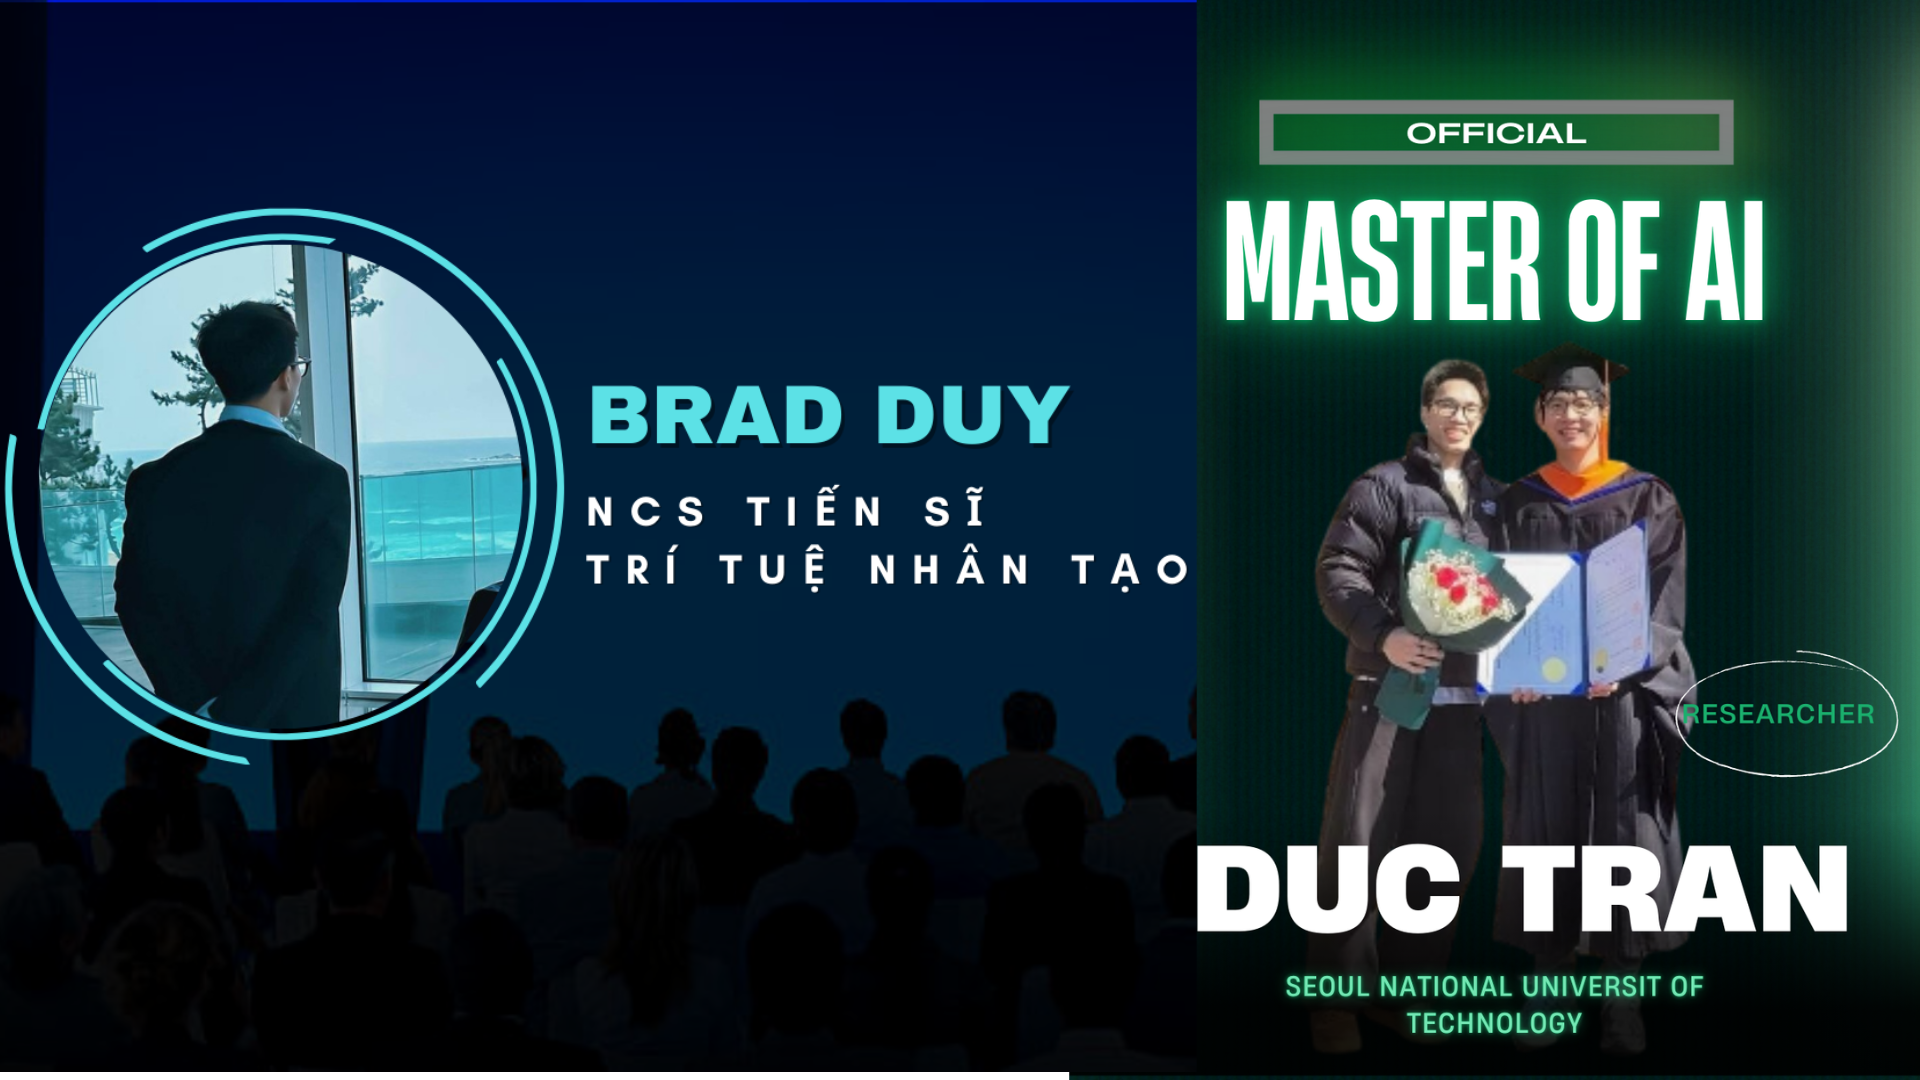 BRAD DUY
NCS TIẾN SĨ
TRÍ TUỆ NHÂN TẠO
OFFICIAL
MASTER OF AI
RESEARCHER
DUC TRAN
SEOUL NATIONAL UNIVERSIT OF
TECHNOLOGY